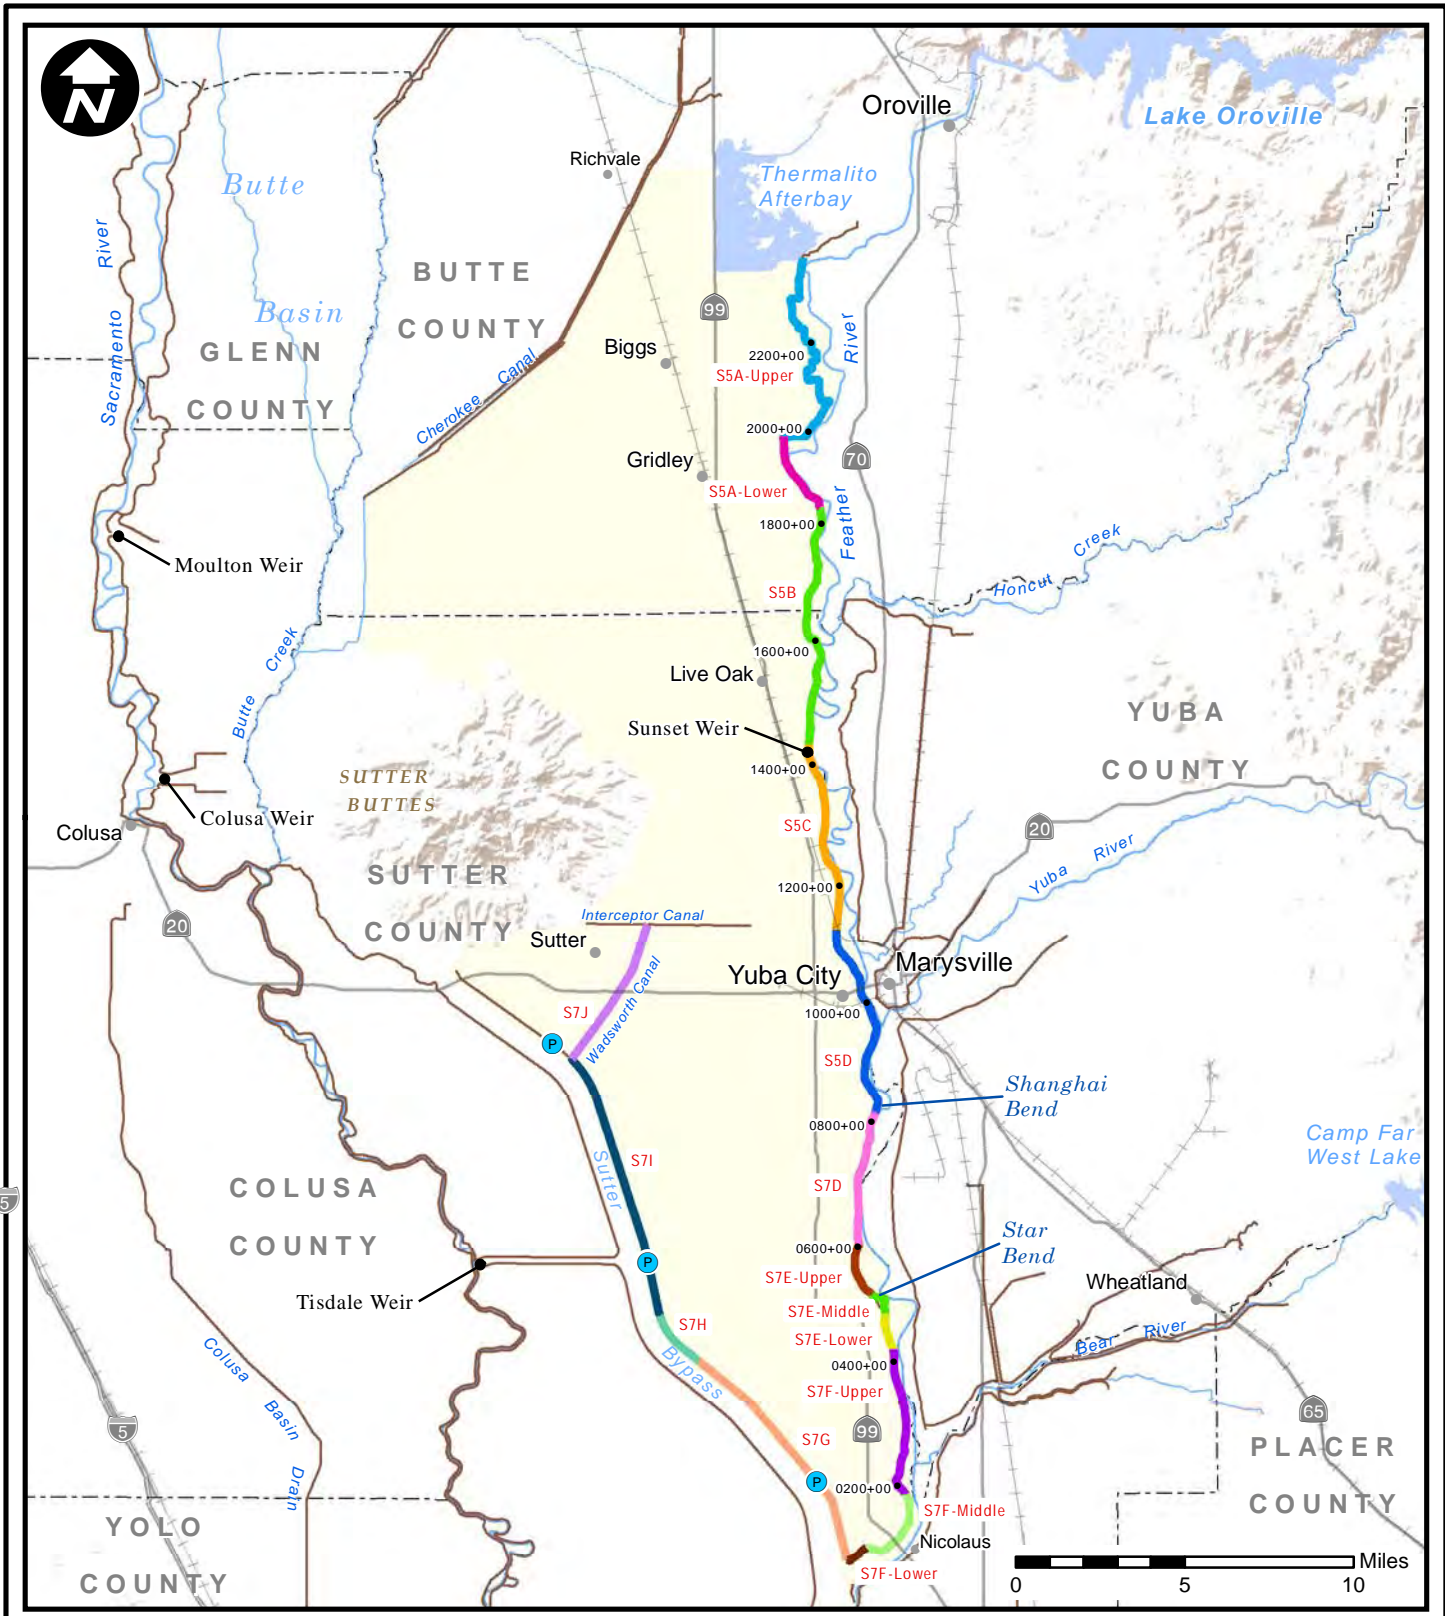 N
Oroville
Lake Oroville
Richvale
Thermalito
Afterbay
Butte
Basin
Sacramento River
BUTTE
COUNTY
99
GLENN
COUNTY
Cherokee Canal
Biggs
2200+00
S5A-Upper
Feather River
2000+00
Gridley
70
S5A-Lower
1800+00
Moulton Weir
Honcut Creek
S5B
1600+00
Butte Creek
Live Oak
Sunset Weir
YUBA
COUNTY
1400+00
SUTTER
BUTTES
Colusa Weir
Colusa
S5C
20
Yuba River
SUTTER
COUNTY
1200+00
Interceptor Canal
20
Sutter
Wadsworth Canal
Yuba City
Marysville
1000+00
S7J
P
S5D
Shanghai
Bend
0800+00
Camp Far
West Lake
S7I
Sutter
Bypass
S7D
COLUSA
COUNTY
5
Star
Bend
0600+00
P
S7E-Upper
Wheatland
Tisdale Weir
S7E-Middle
S7H
S7E-Lower
Bear River
0400+00
Colusa Basin Drain
S7F-Upper
65
5
S7G
99
PLACER
COUNTY
P
0200+00
S7F-Middle
YOLO
COUNTY
Nicolaus
S7F-Lower
Miles
0 5 10